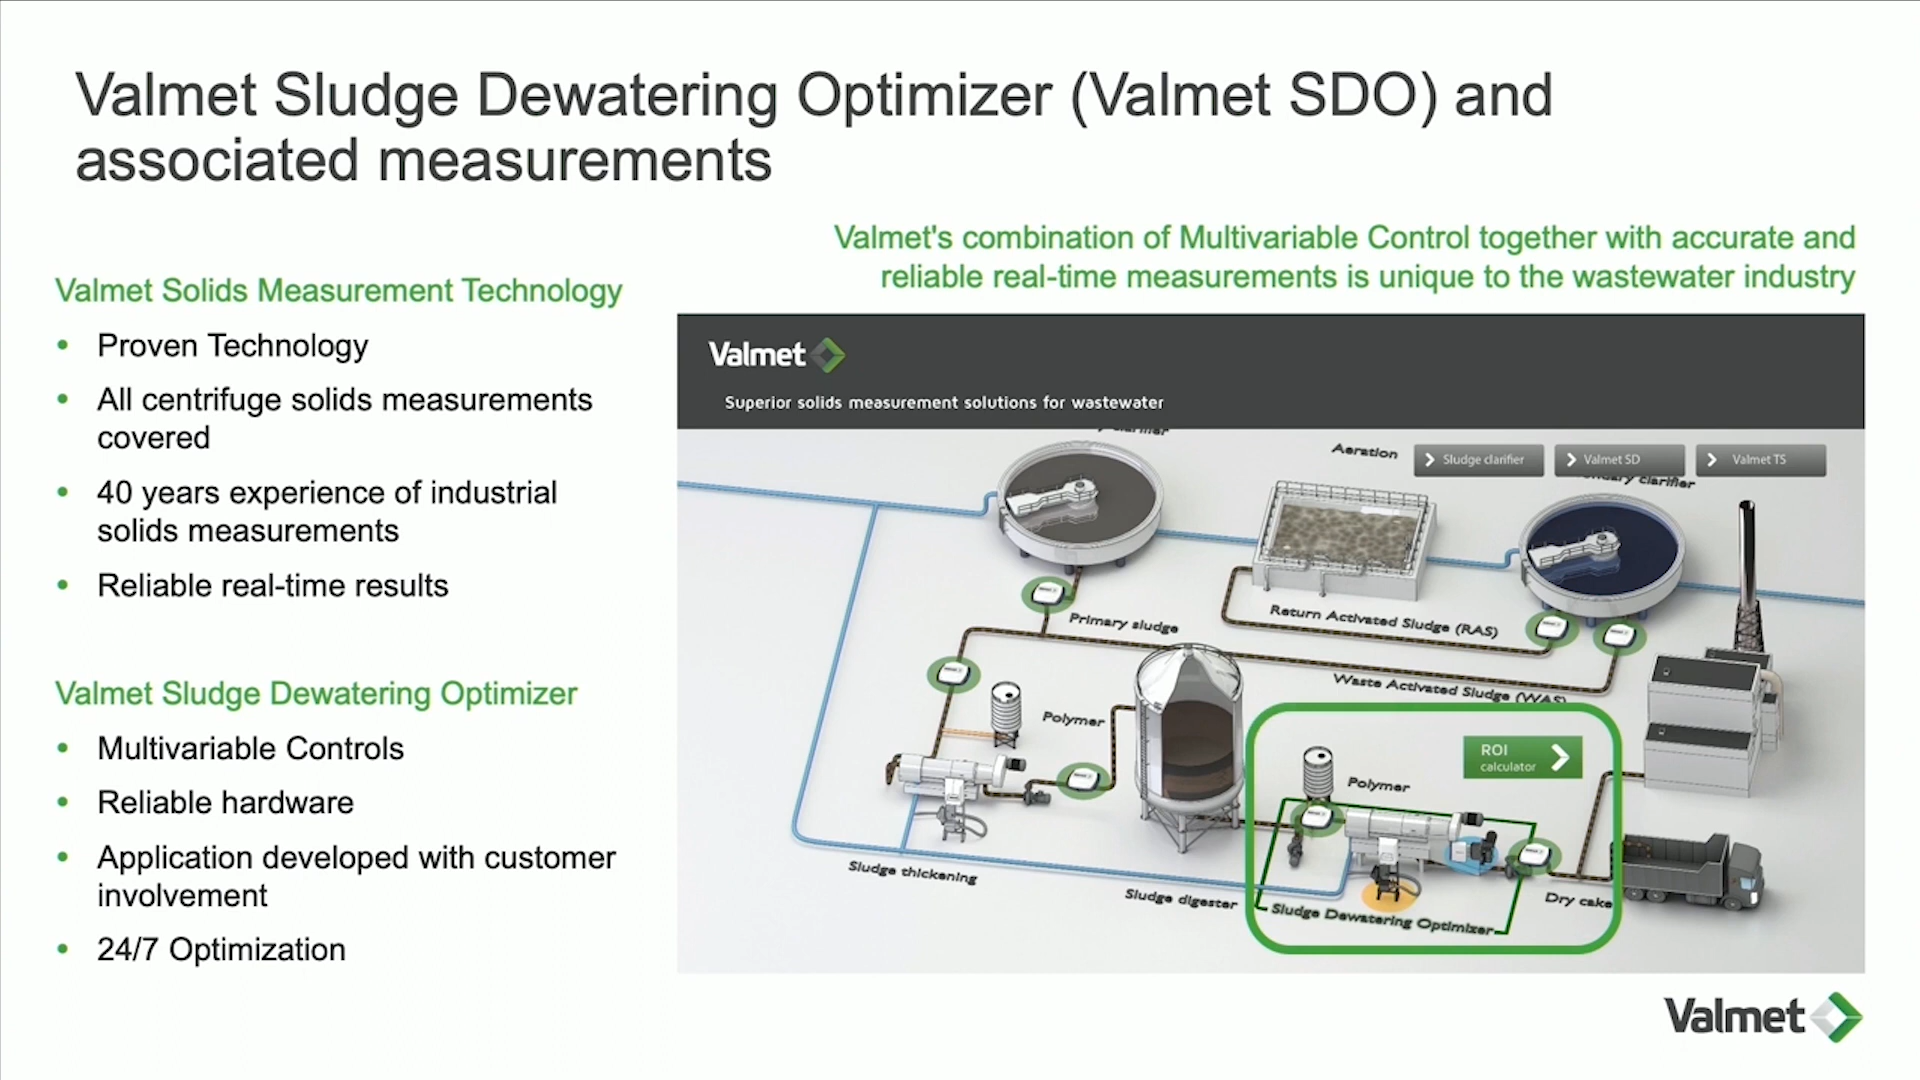 Valmet Sludge Dewatering Optimizer (Valmet SDO) and
associated measurements
Valmet's combination of Multivariable Control together with accurate and
reliable real-time measurements is unique to the wastewater industry
Valmet Solids Measurement Technology
• Proven Technology
• All centrifuge solids measurements
covered
• 40 years experience of industrial
solids measurements
• Reliable real-time results
Valmet Sludge Dewatering Optimizer
• Multivariable Controls
• Reliable hardware
• Application developed with customer
involvement
• 24/7 Optimization
Valmet
Superior solids measurement solutions for wastewater
Aeration
Sludge clarifier
Valmet SD
Valmet TS
clarifier
Primary sludge
Return Activated Sludge (RAS)
Waste Activated Sludge (WAS)
Polymer
ROI
calculator
Polymer
Sludge thickening
Sludge digester
Sludge Dewatering Optimizer
Dry cake
Valmet